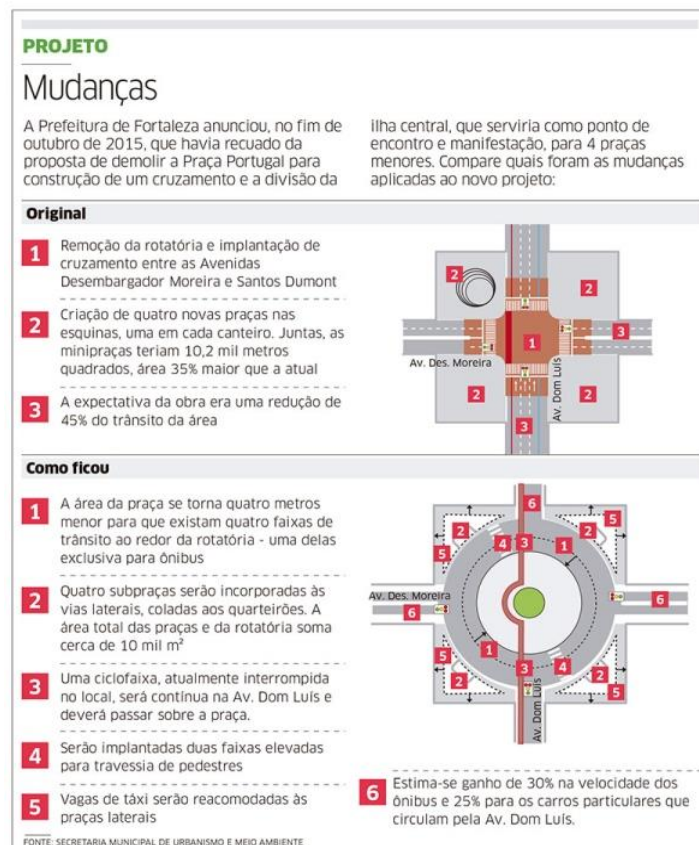 PROJETO
Mudanças
A Prefeitura de Fortaleza anunciou, no fim de
outubro de 2015, que havia recuado da
proposta de demolir a Praça Portugal para
construção de um cruzamento e a divisão da
ilha central, que serviria como ponto de
encontro e manifestação, para 4 praças
menores. Compare quais foram as mudanças
aplicadas ao novo projeto:
Original
1
Remoção da rotatória e implantação de
cruzamento entre as Avenidas
Desembargador Moreira e Santos Dumont
2
Criação de quatro novas praças nas
esquinas, uma em cada canteiro. Juntas, as
minipraças teriam 10,2 mil metros
quadrados, área 35% maior que a atual
3
A expectativa da obra era uma redução de
45% do trânsito da área
2
2
1
3
Av. Des. Moreira
Av. Dom Luís
2
2
3
Como ficou
1
A área da praça se torna quatro metros
menor para que existam quatro faixas de
trânsito ao redor da rotatória - uma delas
exclusiva para ônibus
2
Quatro subpraças serão incorporadas às
vias laterais, coladas aos quarteirões. A
área total das praças e da rotatória soma
cerca de 10 mil m²
3
Uma ciclofaixa, atualmente interrompida
no local, será contínua na Av. Dom Luís e
deverá passar sobre a praça.
4
Serão implantadas duas faixas elevadas
para travessia de pedestres
5
Vagas de táxi serão reacomodadas às
praças laterais
6
5
2
2
4
3
1
5
5
Av. Des. Moreira
6
6
5
1
4
2
3
2
5
5
Av. Dom Luís
6
Estima-se ganho de 30% na velocidade dos
ônibus e 25% para os carros particulares que
circulam pela Av. Dom Luís.
FONTE: SECRETARIA MUNICIPAL DE URBANISMO E MEIO AMBIENTE